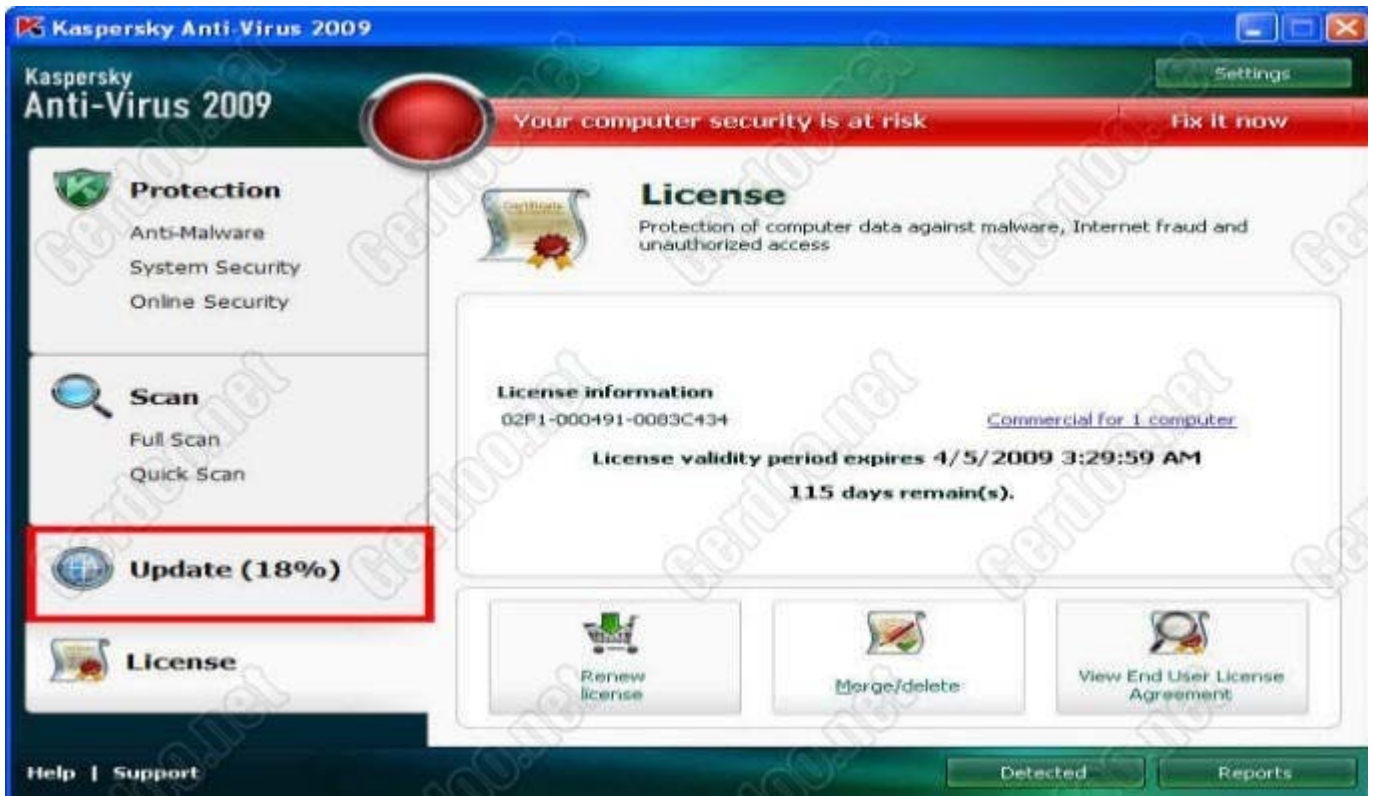 Kaspersky Anti-Virus 2009
Kaspersky
Anti-Virus 2009
Settings
Your computer security is at risk
Fix it now
Protection
Anti-Malware
System Security
Online Security
Scan
Full Scan
Quick Scan
Update (18%)
License
License
Protection of computer data against malware, Internet fraud and
unauthorized access
Certificate
License information
02F1-000491-0083C434
Commercial for 1 computer
License validity period expires 4/5/2009 3:29:59 AM
115 days remain(s).
Renew
license
Merge/delete
View End User License
Agreement
Help | Support
Detected
Reports
Gerdoo.net